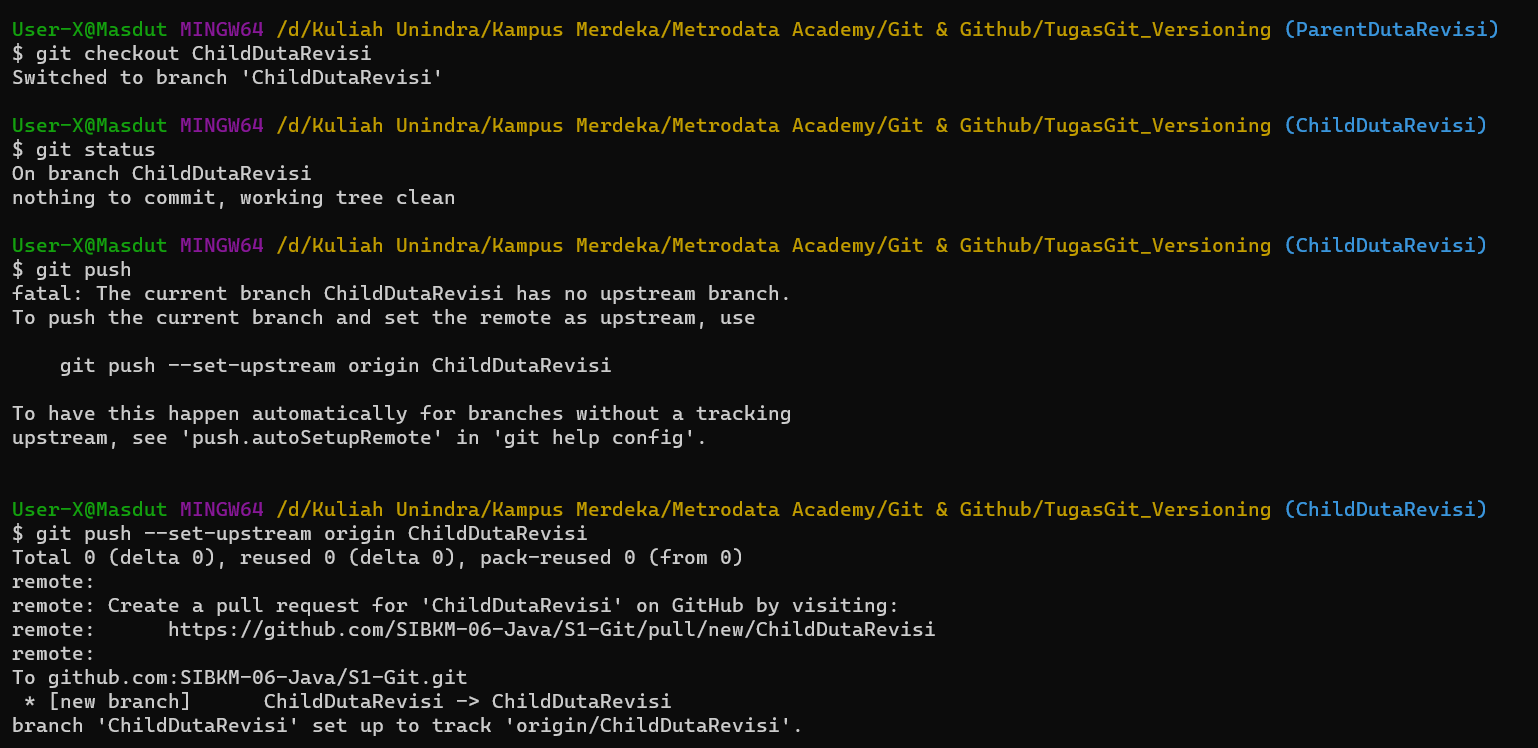 User-X@Masdut MINGW64 /d/Kuliah Unindra/Kampus Merdeka/Metrodata Academy/Git & Github/TugasGit_Versioning (ParentDutaRevisi)
$ git checkout ChildDutaRevisi
Switched to branch 'ChildDutaRevisi'

User-X@Masdut MINGW64 /d/Kuliah Unindra/Kampus Merdeka/Metrodata Academy/Git & Github/TugasGit_Versioning (ChildDutaRevisi)
$ git status
On branch ChildDutaRevisi
nothing to commit, working tree clean

User-X@Masdut MINGW64 /d/Kuliah Unindra/Kampus Merdeka/Metrodata Academy/Git & Github/TugasGit_Versioning (ChildDutaRevisi)
$ git push
fatal: The current branch ChildDutaRevisi has no upstream branch.
To push the current branch and set the remote as upstream, use

    git push --set-upstream origin ChildDutaRevisi

To have this happen automatically for branches without a tracking
upstream, see 'push.autoSetupRemote' in 'git help config'.

User-X@Masdut MINGW64 /d/Kuliah Unindra/Kampus Merdeka/Metrodata Academy/Git & Github/TugasGit_Versioning (ChildDutaRevisi)
$ git push --set-upstream origin ChildDutaRevisi
Total 0 (delta 0), reused 0 (delta 0), pack-reused 0 (from 0)
remote:
remote: Create a pull request for 'ChildDutaRevisi' on GitHub by visiting:
remote:      https://github.com/SIBKM-06-Java/S1-Git/pull/new/ChildDutaRevisi
remote:
To github.com:SIBKM-06-Java/S1-Git.git
 * [new branch]      ChildDutaRevisi -> ChildDutaRevisi
branch 'ChildDutaRevisi' set up to track 'origin/ChildDutaRevisi'.